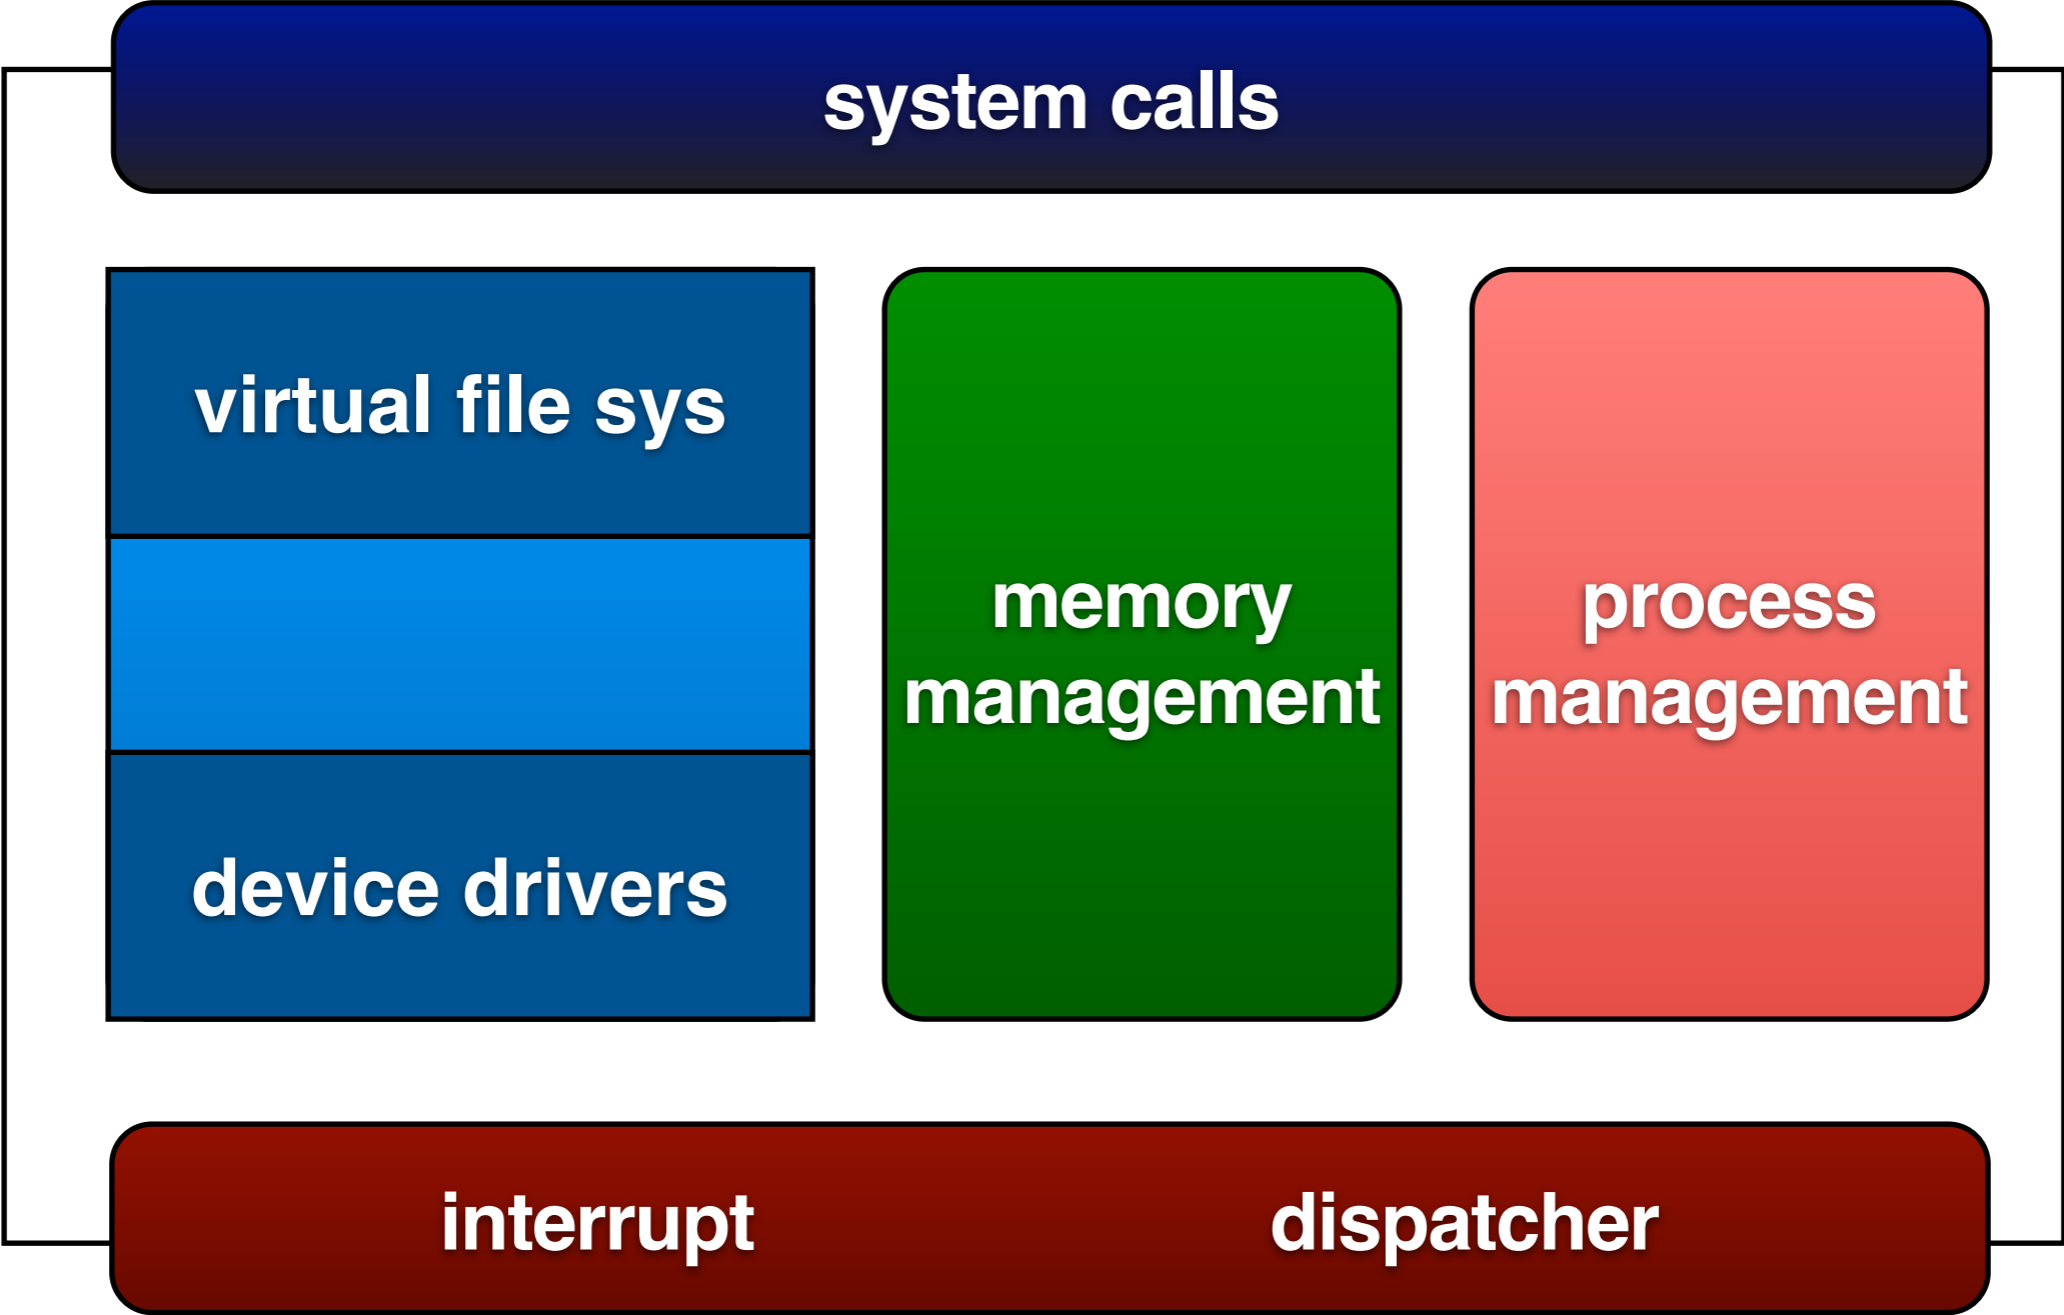 system calls
virtual file sys
memory
management
process
management
device drivers
interrupt
dispatcher